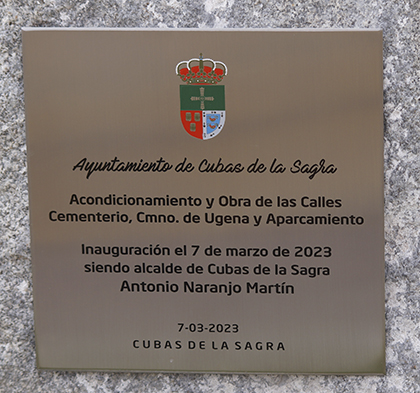 Ayuntamiento de Cubas de la Sagra
Acondicionamiento y Obra de las Calles
Cementerio, Cmno. de Ugena y Aparcamiento
Inauguración el 7 de marzo de 2023
siendo alcalde de Cubas de la Sagra
Antonio Naranjo Martín
7-03-2023
CUBAS DE LA SAGRA